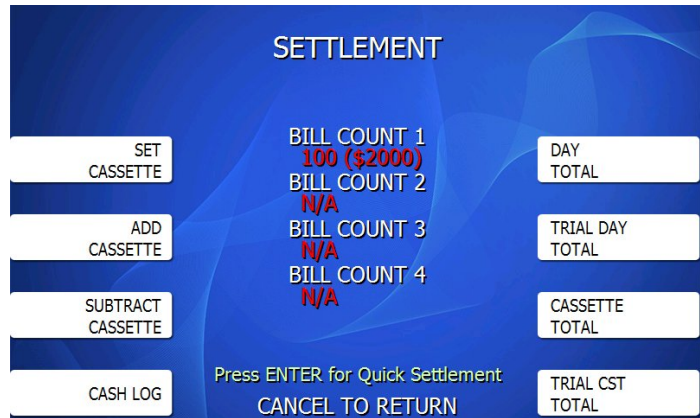 SETTLEMENT
SET
CASSETTE
ADD
CASSETTE
SUBTRACT
CASSETTE
CASH LOG
BILL COUNT 1
100 ($2000)
BILL COUNT 2
N/A
BILL COUNT 3
N/A
BILL COUNT 4
N/A
DAY
TOTAL
TRIAL DAY
TOTAL
CASSETTE
TOTAL
TRIAL CST
TOTAL
Press ENTER for Quick Settlement
CANCEL TO RETURN